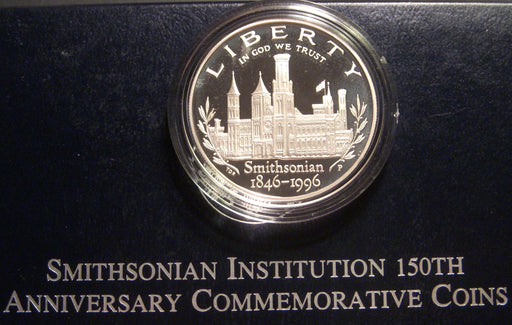 LIBERTY
IN GOD WE TRUST
Smithsonian
1846–1996
P
SMITHSONIAN INSTITUTION 150TH
ANNIVERSARY COMMEMORATIVE COINS